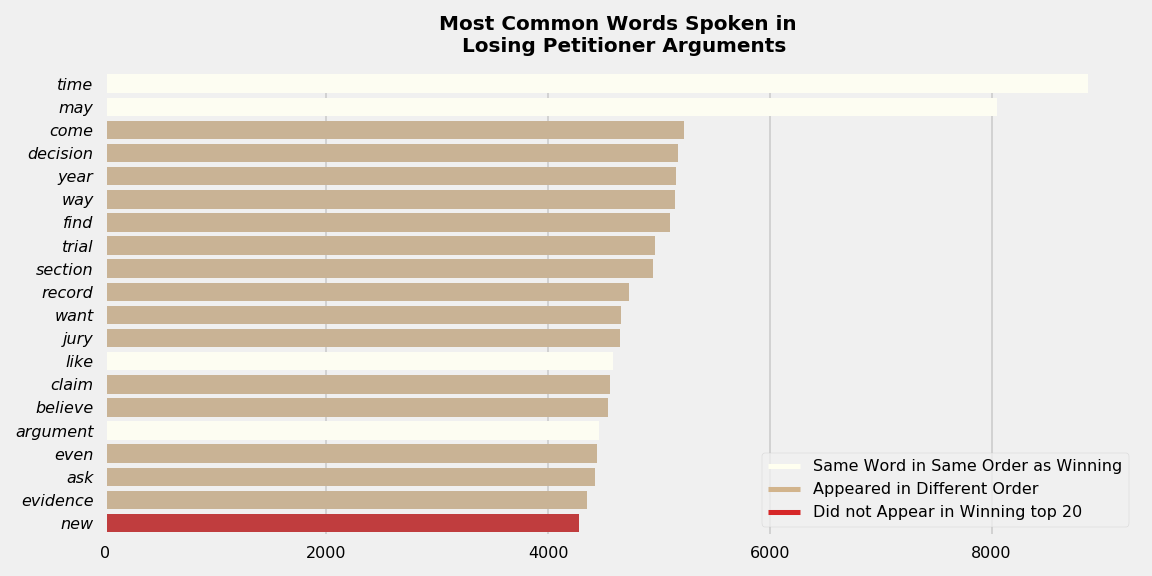 Most Common Words Spoken in
Losing Petitioner Arguments
time
may
come
decision
year
way
find
trial
section
record
want
jury
like
claim
believe
argument
even
ask
evidence
new
Same Word in Same Order as Winning
Appeared in Different Order
Did not Appear in Winning top 20
0 2000 4000 6000 8000